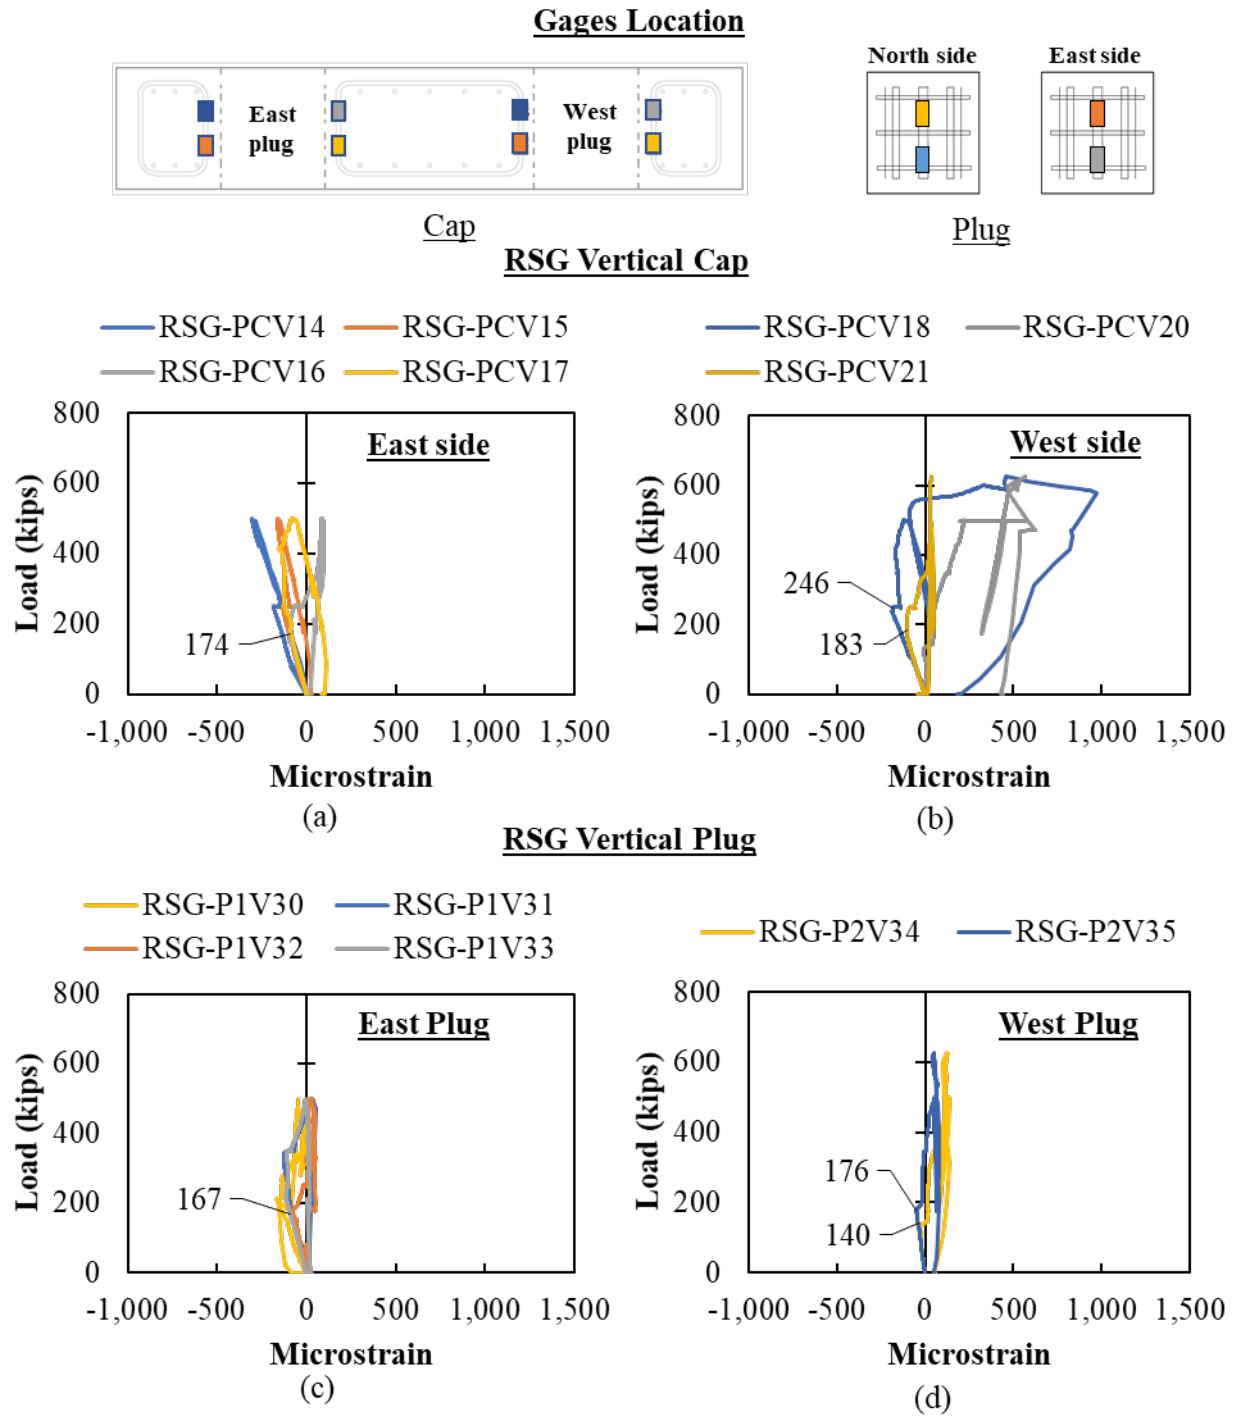 Gages Location
North side
East side
East plug
West plug
Cap
Plug
RSG Vertical Cap
RSG-PCV14
RSG-PCV15
RSG-PCV16
RSG-PCV17
East side
Load (kips)
800
600
400
200
0
174
-1,000 -500 0 500 1,000 1,500
Microstrain
(a)
RSG-PCV18
RSG-PCV20
RSG-PCV21
West side
Load (kips)
800
600
400
200
0
246
183
-1,000 -500 0 500 1,000 1,500
Microstrain
(b)
RSG Vertical Plug
RSG-P1V30
RSG-P1V31
RSG-P1V32
RSG-P1V33
East Plug
Load (kips)
800
600
400
200
0
167
-1,000 -500 0 500 1,000 1,500
Microstrain
(c)
RSG-P2V34
RSG-P2V35
West Plug
Load (kips)
800
600
400
200
0
176
140
-1,000 -500 0 500 1,000 1,500
Microstrain
(d)